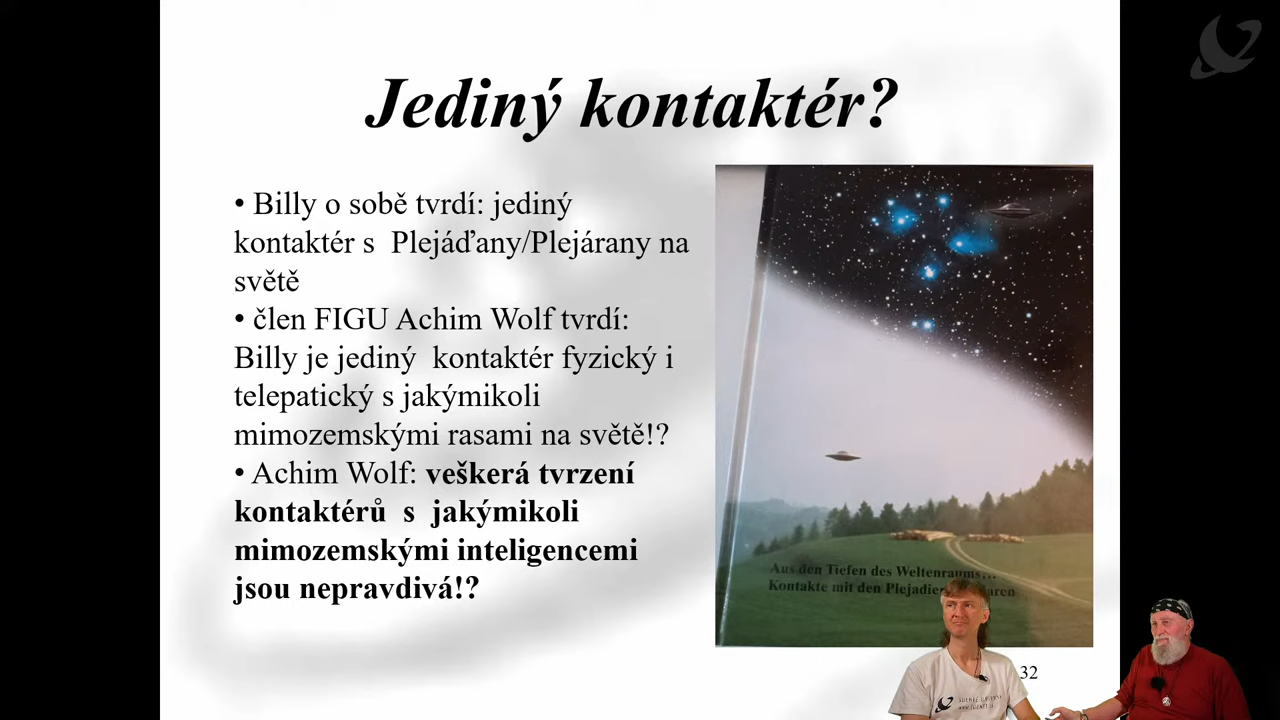 Jediný kontaktér?
• Billy o sobě tvrdí: jediný
kontaktér s Plejáďany/Plejárany na
světě
• člen FIGU Achim Wolf tvrdí:
Billy je jediný kontaktér fyzický i
telepatický s jakýmikoli
mimozemskými rasami na světě!?
• Achim Wolf: veškerá tvrzení
kontaktérů s jakýmikoli
mimozemskými inteligencemi
jsou nepravdivá!?
Aus den Tiefen des Weltenraums...
Kontakte mit den
32